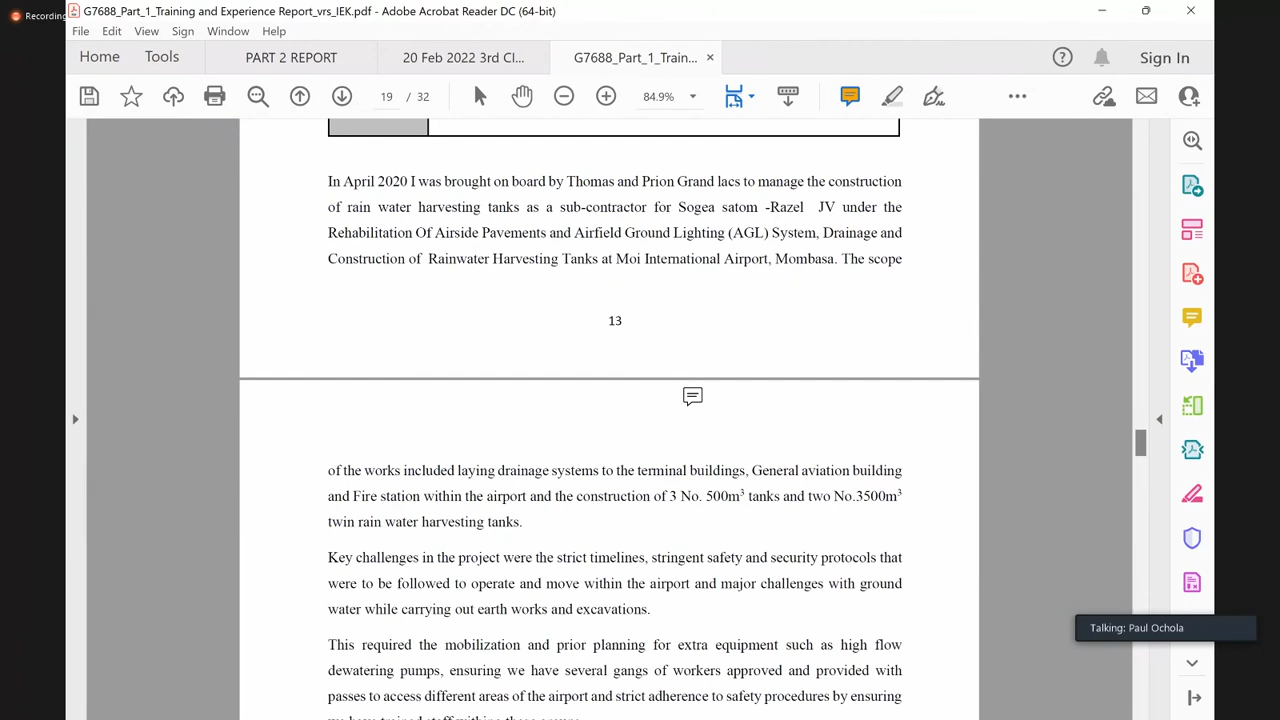 Recording
G7688_Part_1_Training and Experience Report_vrs_IEK.pdf - Adobe Acrobat Reader DC (64-bit)
File Edit View Sign Window Help
Home Tools PART 2 REPORT 20 Feb 2022 3rd Cl... G7688_Part_1_Train... Sign In
19 / 32 84.9%
In April 2020 I was brought on board by Thomas and Prion Grand lacs to manage the construction
of rain water harvesting tanks as a sub-contractor for Sogea satom -Razel JV under the
Rehabilitation Of Airside Pavements and Airfield Ground Lighting (AGL) System, Drainage and
Construction of Rainwater Harvesting Tanks at Moi International Airport, Mombasa. The scope
13
of the works included laying drainage systems to the terminal buildings, General aviation building
and Fire station within the airport and the construction of 3 No. 500m³ tanks and two No.3500m³
twin rain water harvesting tanks.
Key challenges in the project were the strict timelines, stringent safety and security protocols that
were to be followed to operate and move within the airport and major challenges with ground
water while carrying out earth works and excavations.
Talking: Paul Ochola
This required the mobilization and prior planning for extra equipment such as high flow
dewatering pumps, ensuring we have several gangs of workers approved and provided with
passes to access different areas of the airport and strict adherence to safety procedures by ensuring